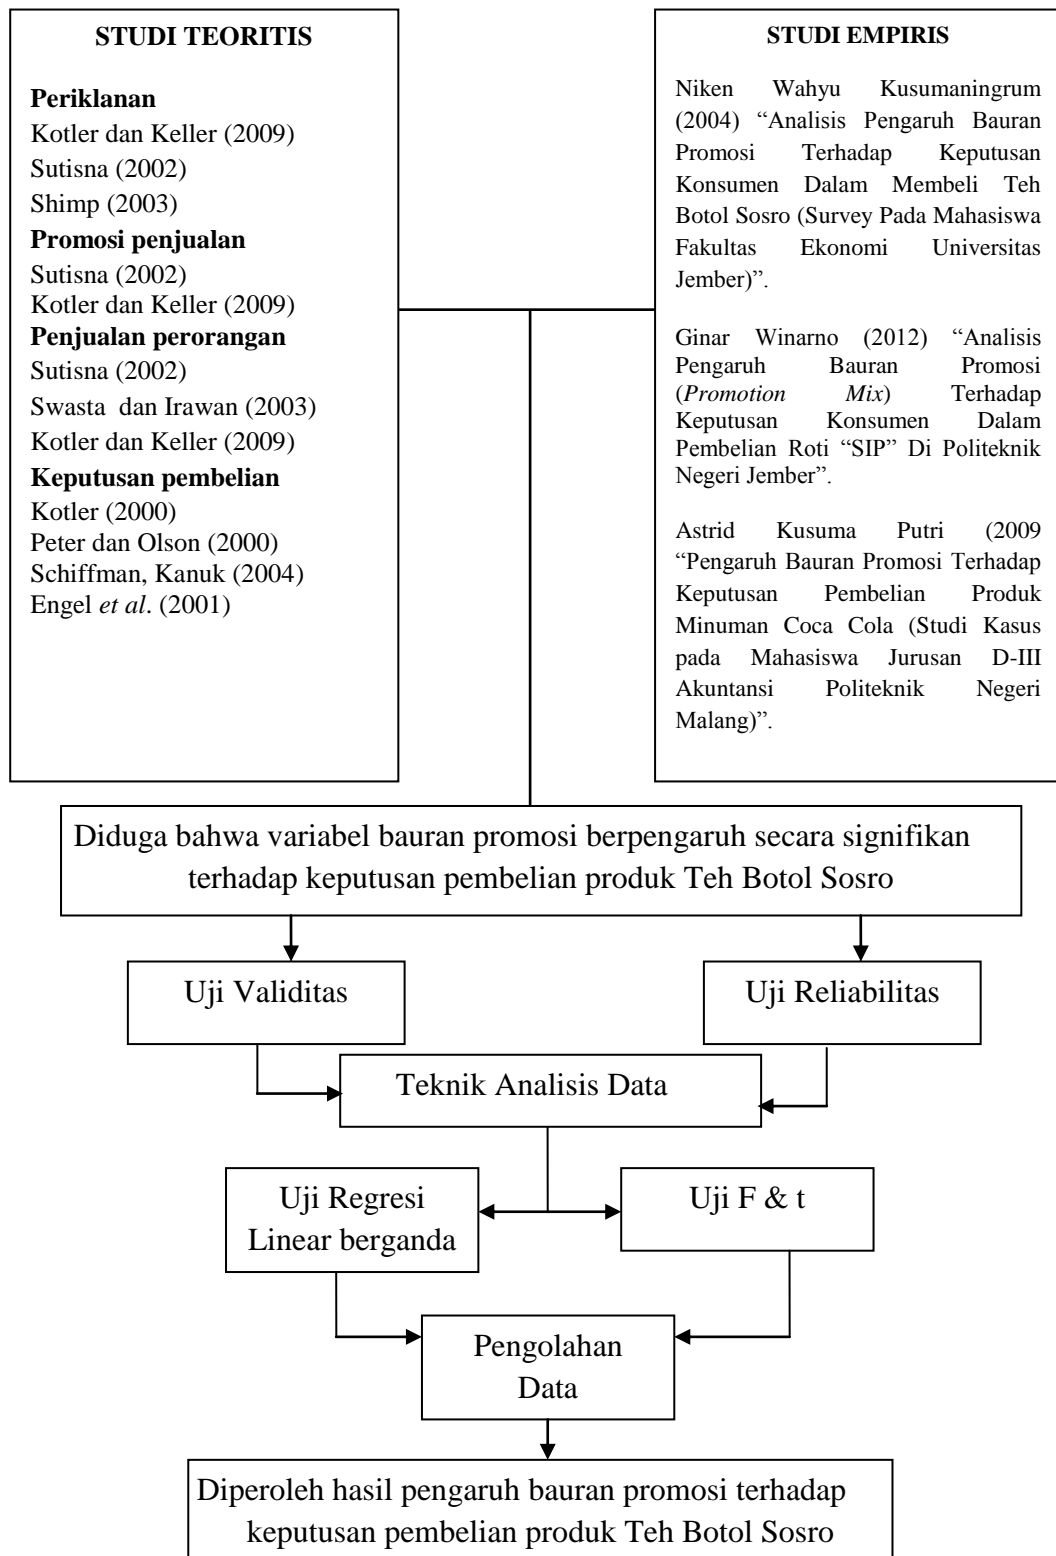 STUDI TEORITIS
Periklanan
Kotler dan Keller (2009)
Sutisna (2002)
Shimp (2003)
Promosi penjualan
Sutisna (2002)
Kotler dan Keller (2009)
Penjualan perorangan
Sutisna (2002)
Swasta dan Irawan (2003)
Kotler dan Keller (2009)
Keputusan pembelian
Kotler (2000)
Peter dan Olson (2000)
Schiffman, Kanuk (2004)
Engel et al. (2001)
STUDI EMPIRIS
Niken Wahyu Kusumaningrum
(2004) “Analisis Pengaruh Bauran
Promosi Terhadap Keputusan
Konsumen Dalam Membeli Teh
Botol Sosro (Survey Pada Mahasiswa
Fakultas Ekonomi Universitas
Jember)”.
Ginar Winarno (2012) “Analisis
Pengaruh Bauran Promosi
(Promotion Mix) Terhadap
Keputusan Konsumen Dalam
Pembelian Roti “SIP” Di Politeknik
Negeri Jember”.
Astrid Kusuma Putri (2009
“Pengaruh Bauran Promosi Terhadap
Keputusan Pembelian Produk
Minuman Coca Cola (Studi Kasus
pada Mahasiswa Jurusan D-III
Akuntansi Politeknik Negeri
Malang)”.
Diduga bahwa variabel bauran promosi berpengaruh secara signifikan
terhadap keputusan pembelian produk Teh Botol Sosro
Uji Validitas
Uji Reliabilitas
Teknik Analisis Data
Uji Regresi
Linear berganda
Uji F & t
Pengolahan
Data
Diperoleh hasil pengaruh bauran promosi terhadap
keputusan pembelian produk Teh Botol Sosro